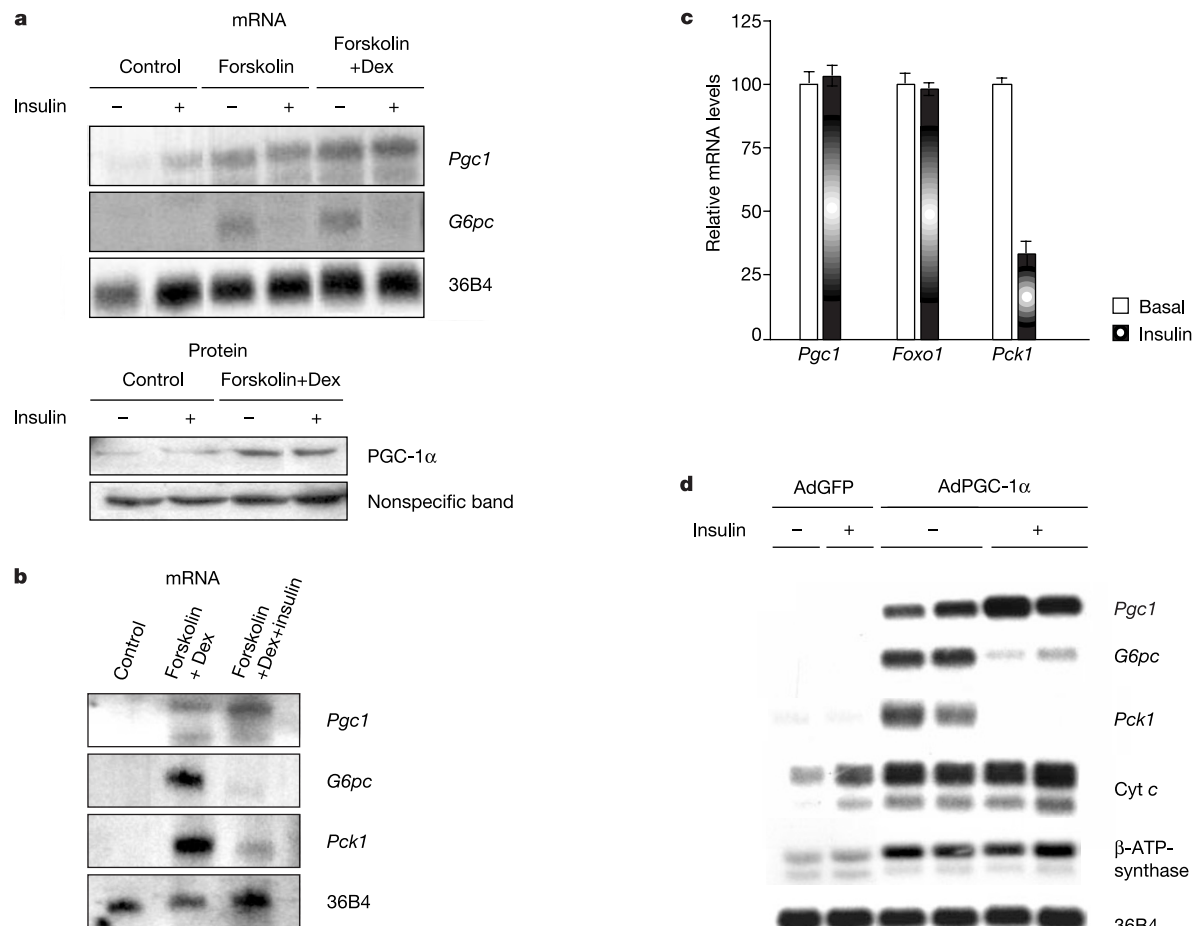 a
mRNA
Control Forskolin Forskolin +Dex
Insulin – + – + – +
Pgc1
G6pc
36B4
Protein
Control Forskolin+Dex
Insulin – + – +
PGC-1α
Nonspecific band
b
mRNA
Control
Forskolin + Dex
Forskolin +Dex+insulin
Pgc1
G6pc
Pck1
36B4
c
Relative mRNA levels
125
100
75
50
25
0
Pgc1 Foxo1 Pck1
Basal
Insulin
d
AdGFP AdPGC-1α
Insulin – + – +
Pgc1
G6pc
Pck1
Cyt c
β-ATP-
synthase
36B4